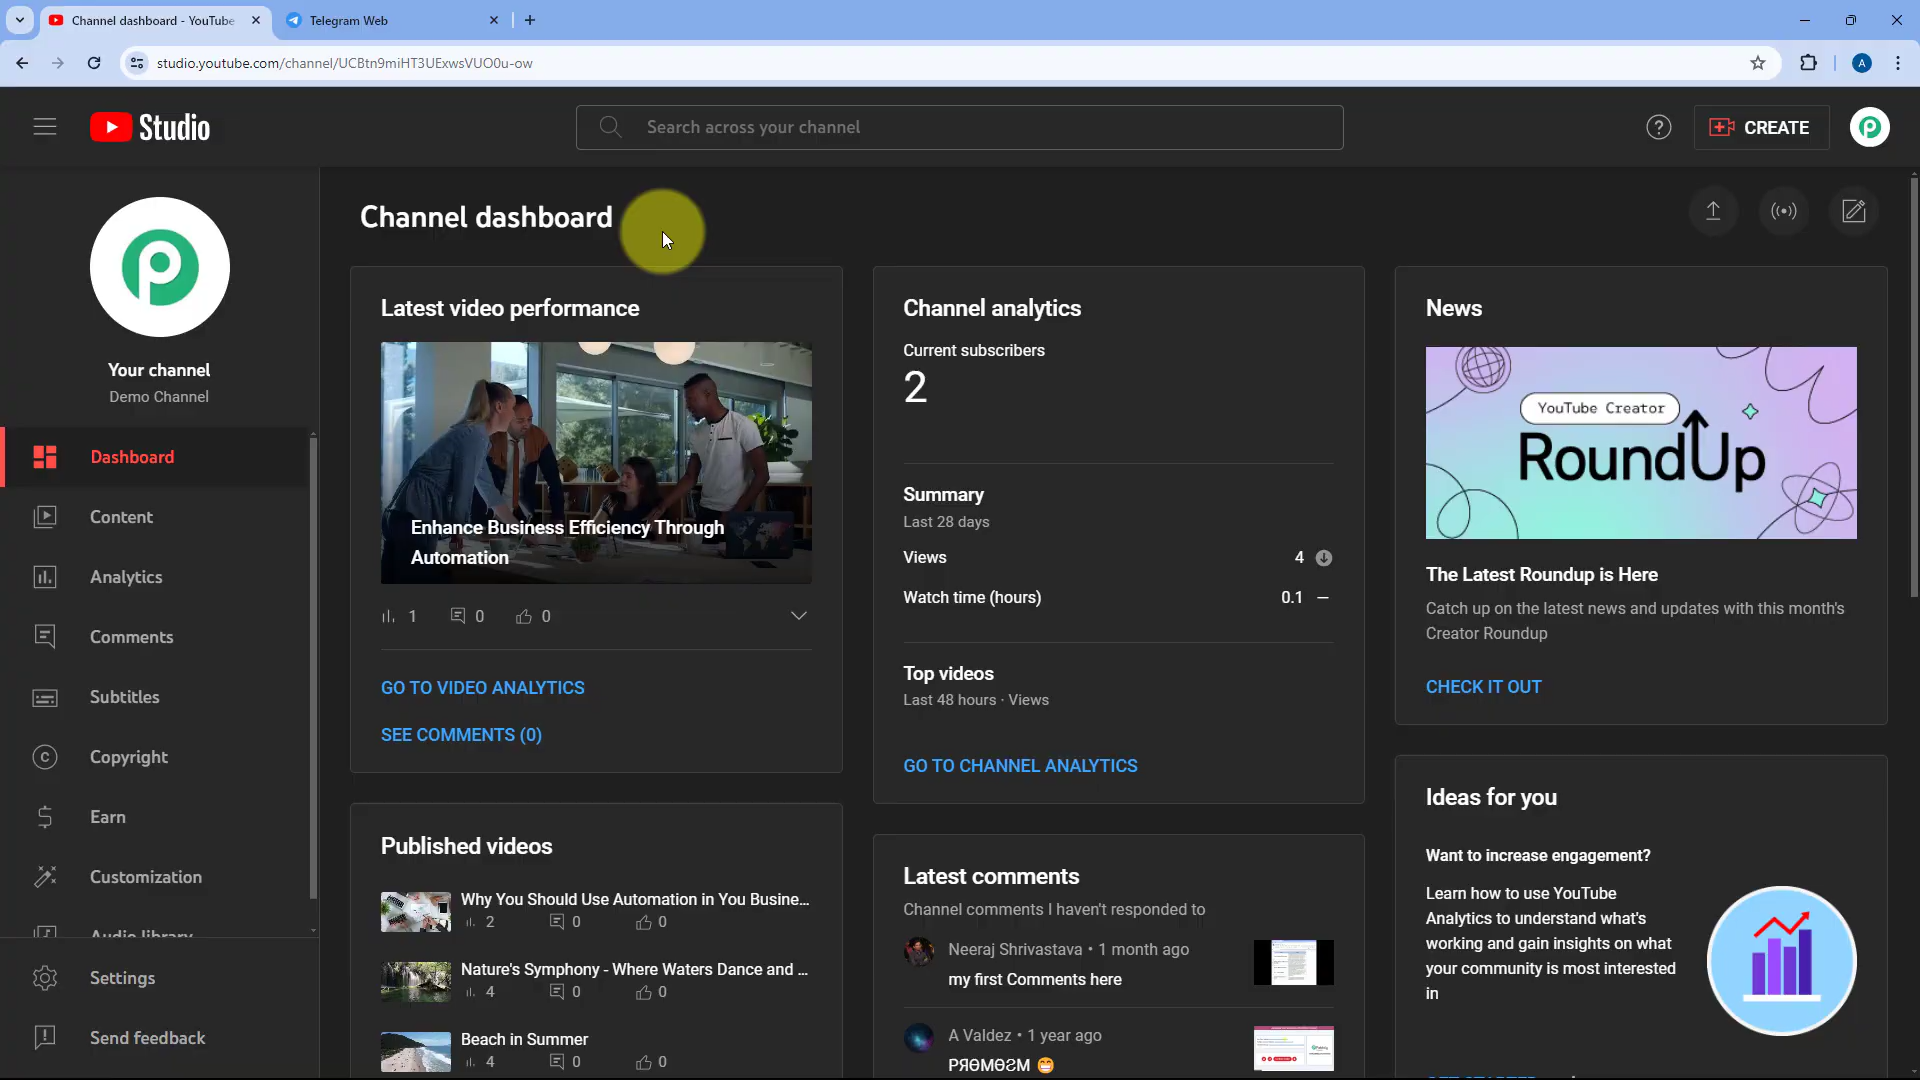 Channel dashboard - YouTube
Telegram Web
studio.youtube.com/channel/UCBtn9miHT3UExwsVUO0u-ow
A
Studio
Search across your channel
CREATE
Your channel
Demo Channel
Dashboard
Content
Analytics
Comments
Subtitles
Copyright
Earn
Customization
Audio library
Settings
Send feedback
Channel dashboard
Latest video performance
Enhance Business Efficiency Through
Automation
1 0 0
GO TO VIDEO ANALYTICS
SEE COMMENTS (0)
Published videos
Why You Should Use Automation in You Busine...
2 0 0
Nature's Symphony - Where Waters Dance and ...
4 0 0
Beach in Summer
4 0 0
Channel analytics
Current subscribers
2
Summary
Last 28 days
Views 4
Watch time (hours) 0.1 —
Top videos
Last 48 hours · Views
GO TO CHANNEL ANALYTICS
Latest comments
Channel comments I haven't responded to
Neeraj Shrivastava • 1 month ago
my first Comments here
A Valdez • 1 year ago
PЯӨMӨƧM 😁
News
YouTube Creator
RoundUp
The Latest Roundup is Here
Catch up on the latest news and updates with this month's
Creator Roundup
CHECK IT OUT
Ideas for you
Want to increase engagement?
Learn how to use YouTube
Analytics to understand what's
working and gain insights on what
your community is most interested
in